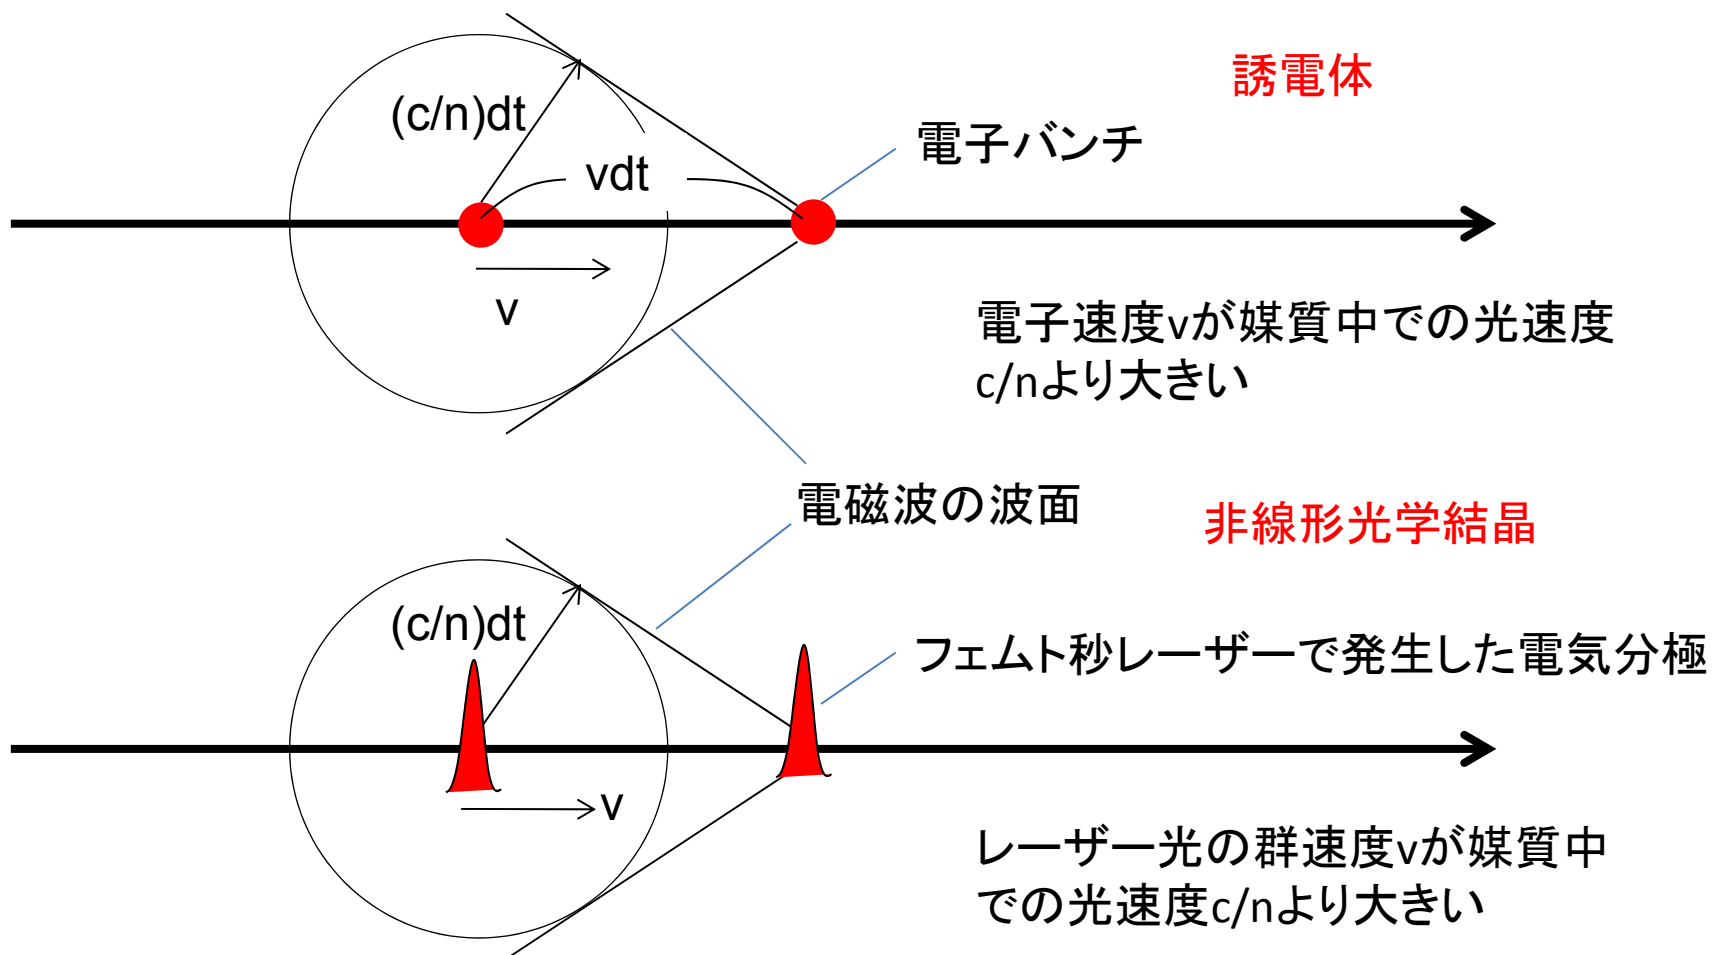 誘電体
(c/n)dt
電子バンチ
vdt
v
電子速度vが媒質中での光速度
c/nより大きい
電磁波の波面
非線形光学結晶
(c/n)dt
フェムト秒レーザーで発生した電気分極
v
レーザー光の群速度vが媒質中
での光速度c/nより大きい